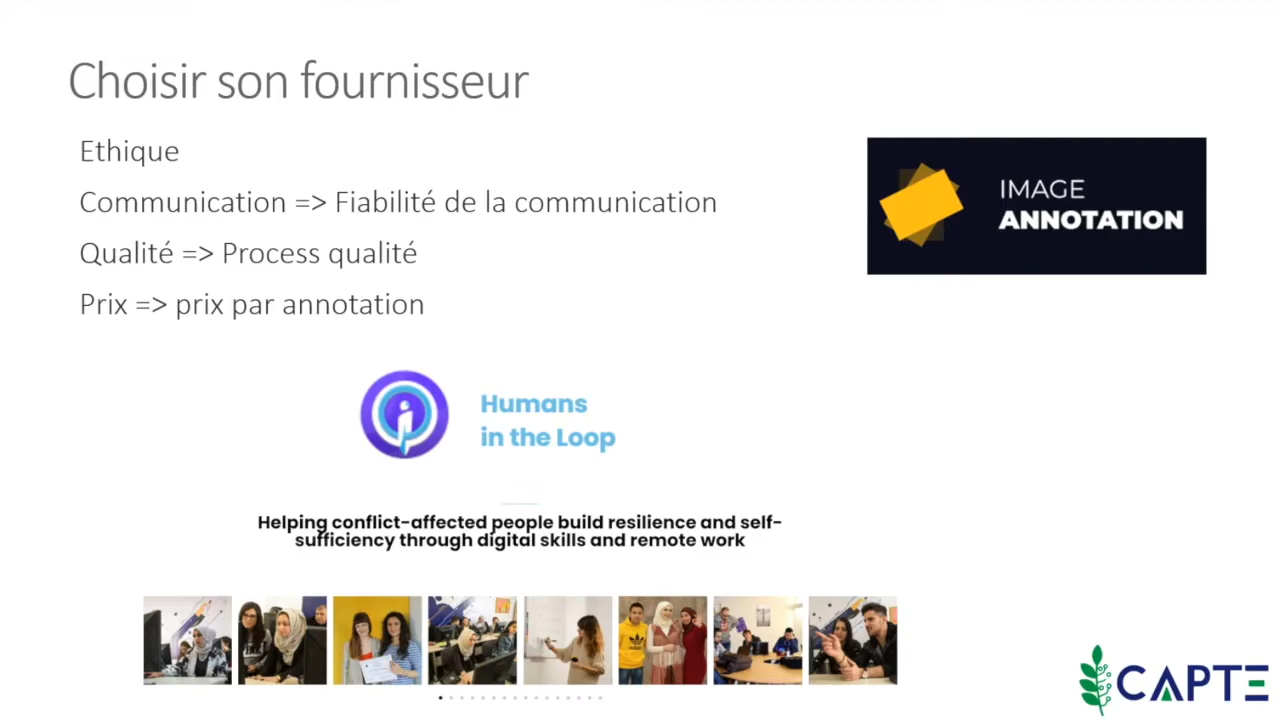 Choisir son fournisseur
Ethique
Communication => Fiabilité de la communication
Qualité => Process qualité
Prix => prix par annotation
IMAGE
ANNOTATION
Humans
in the Loop
Helping conflict-affected people build resilience and self-
sufficiency through digital skills and remote work
CAPTE